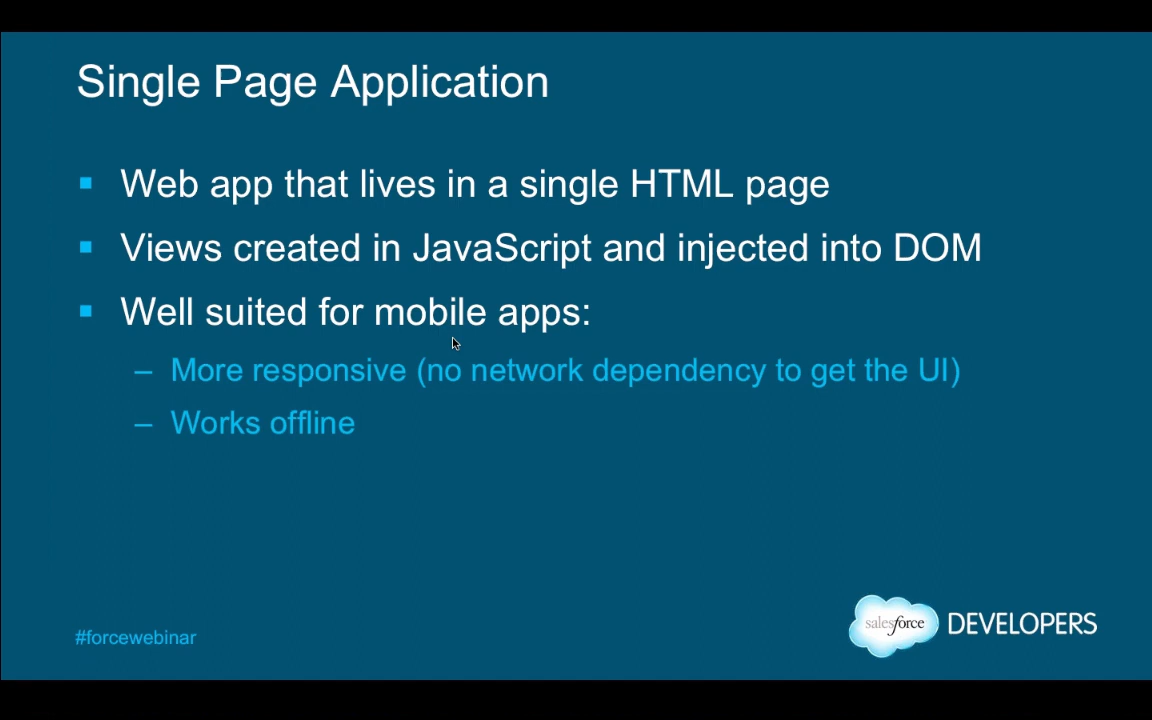 Single Page Application
▪ Web app that lives in a single HTML page
▪ Views created in JavaScript and injected into DOM
▪ Well suited for mobile apps:
– More responsive (no network dependency to get the UI)
– Works offline
#forcewebinar
salesforce DEVELOPERS